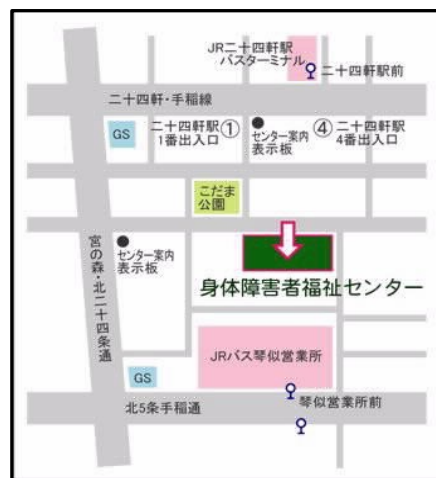 JR二十四軒駅
バスターミナル
二十四軒駅前
二十四軒・手稲線
GS
二十四軒駅
1番出入口
①
センター案内
表示板
④
二十四軒駅
4番出入口
こだま
公園
宮の森・北二十四条通
センター案内
表示板
身体障害者福祉センター
JRバス琴似営業所
GS
北5条手稲通
琴似営業所前